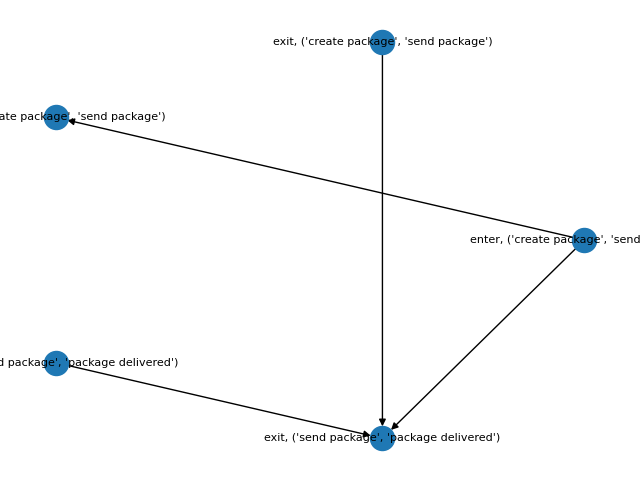 exit, ('create package', 'send package')
ate package', 'send package')
enter, ('create package', 'send
d package', 'package delivered')
exit, ('send package', 'package delivered')